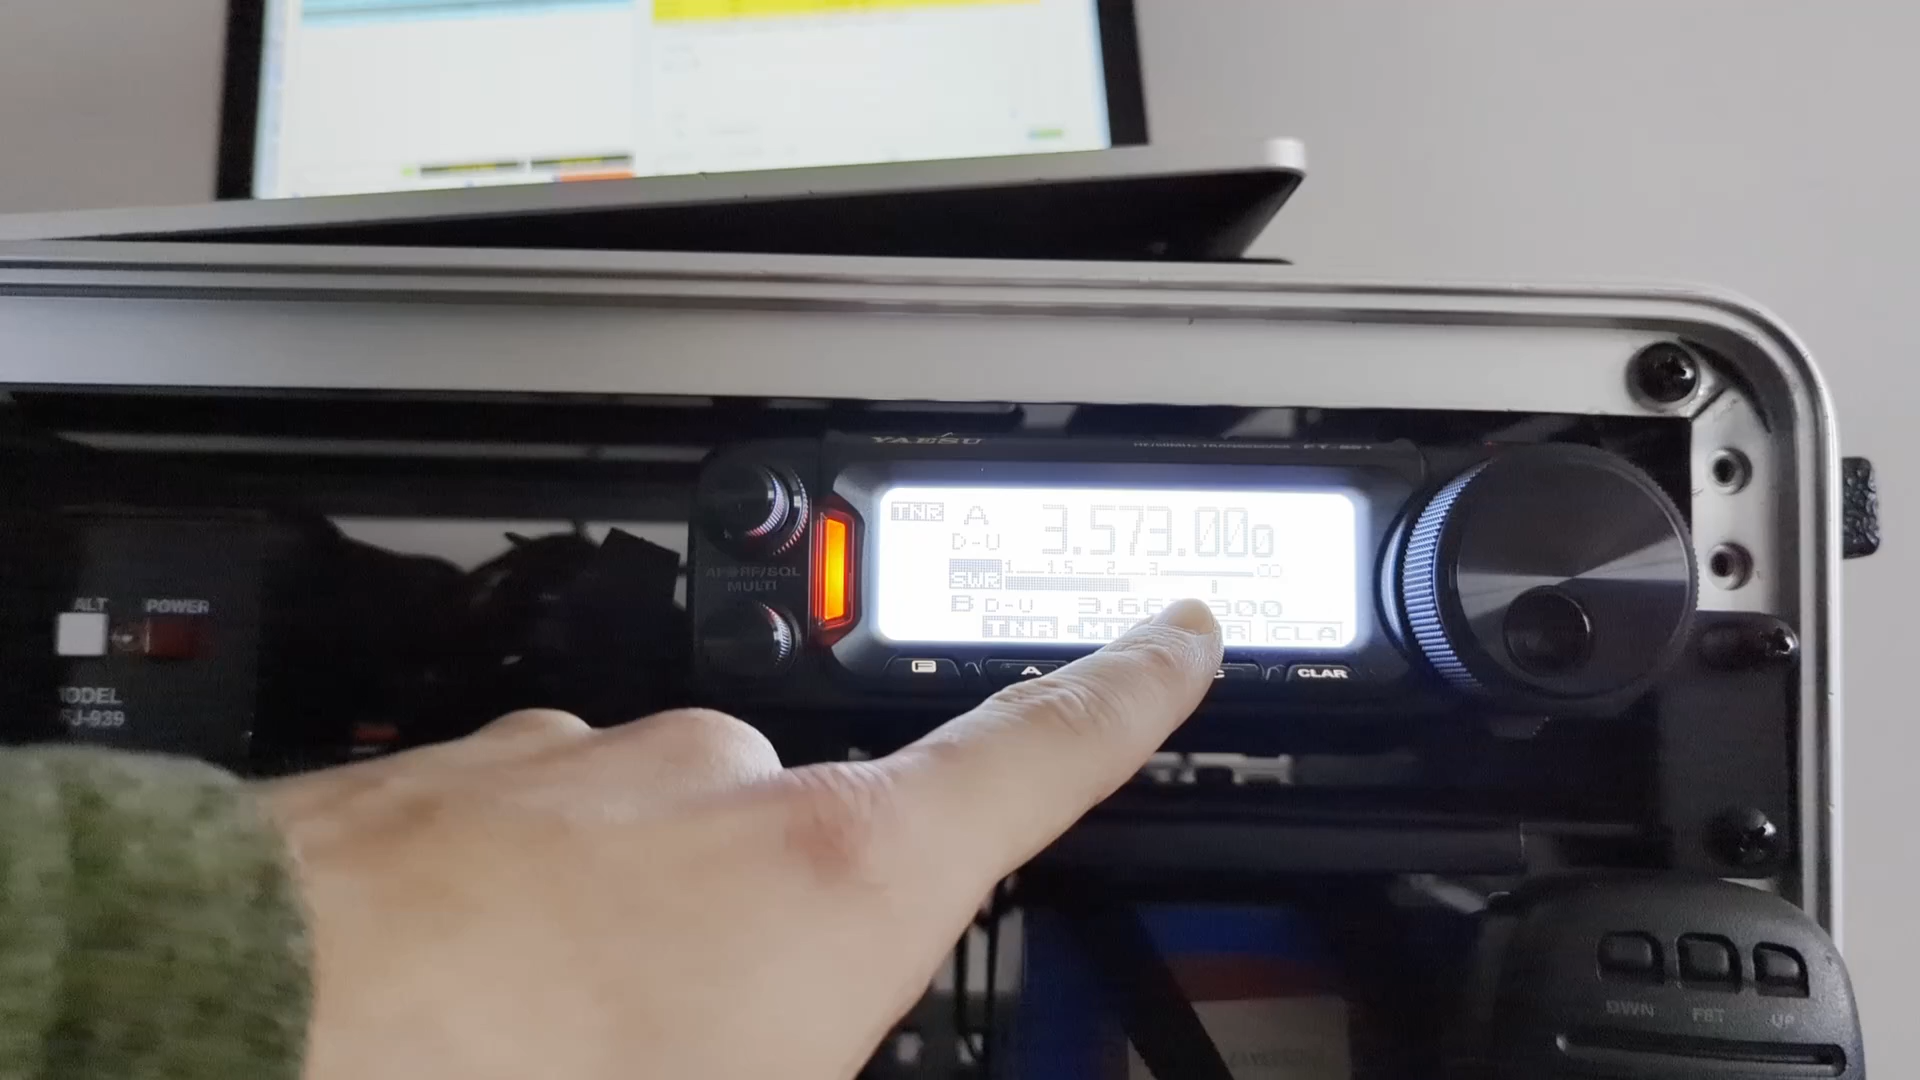 YAESU
TNR A 3.573.000
D-U
SWR 1 1.5 2 3 ∞
B D-U
TNR CLA
F A CLAR
AF RF/SQL
MULTI
ALT POWER
MODEL
939
DWN FST UP